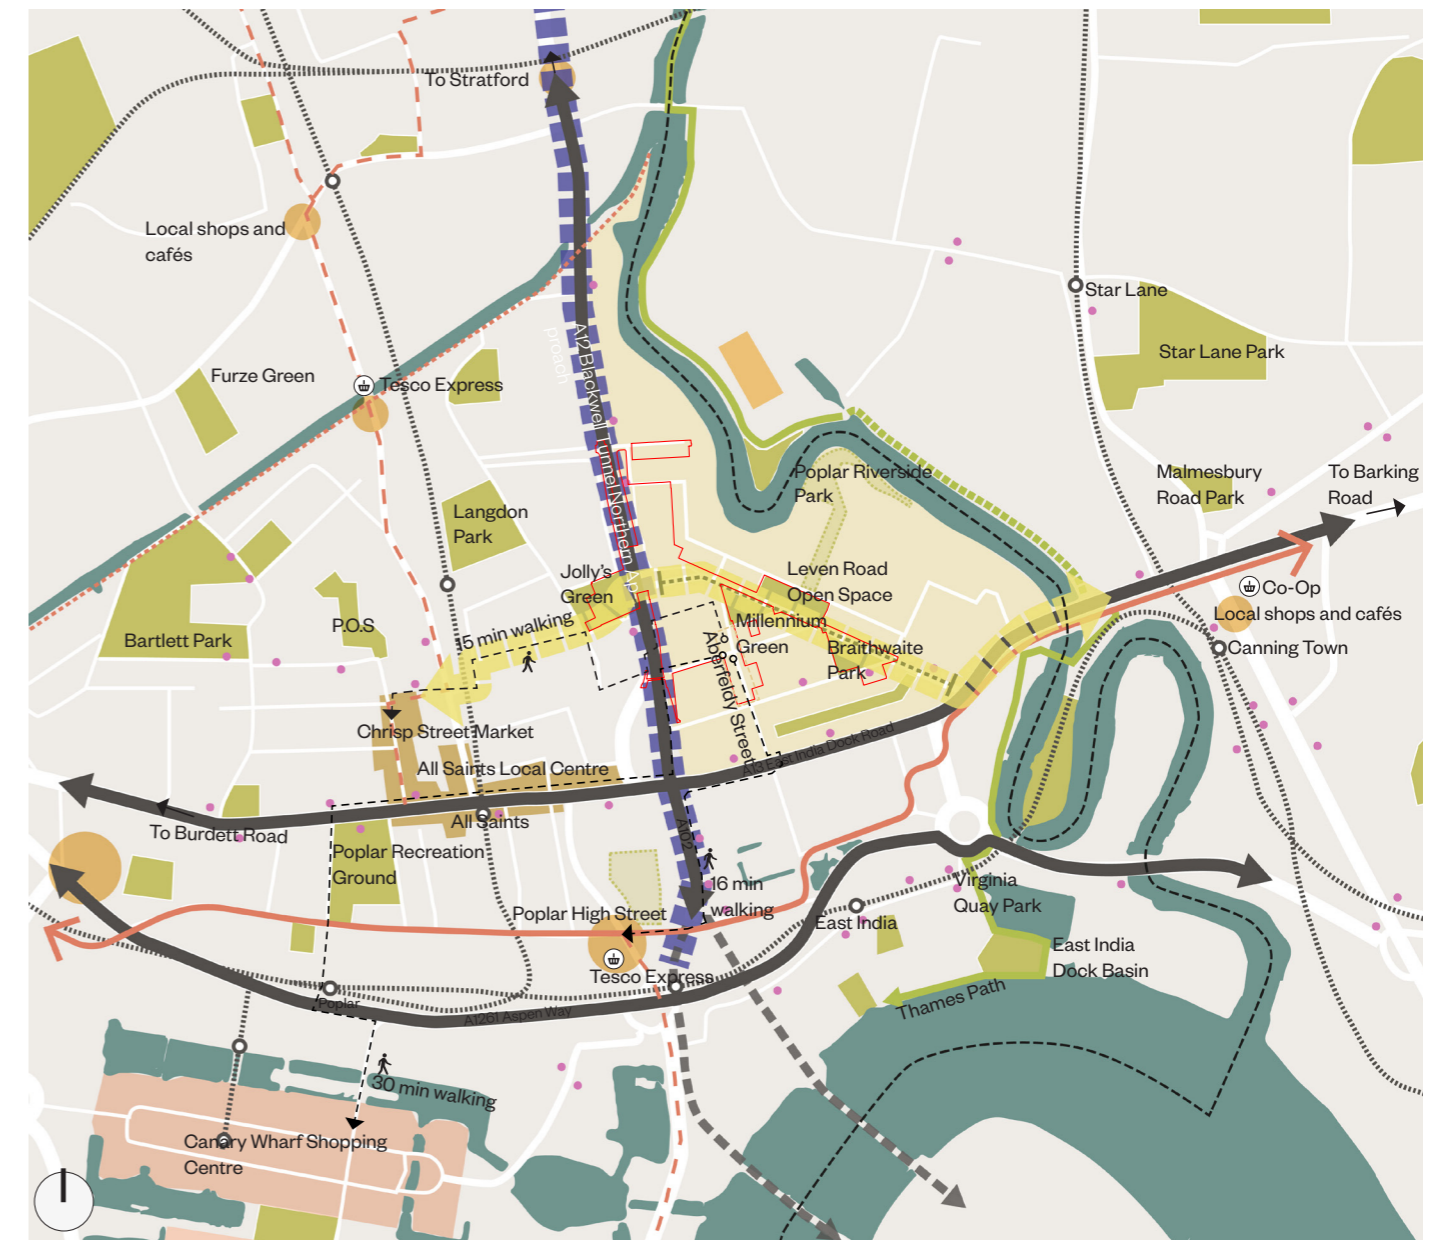 To Stratford
Local shops and
cafés
Star Lane
Star Lane Park
Furze Green
Tesco Express
A12 Blackwell Tunnel Northern Ap
proach
Poplar Riverside
Park
Malmesbury
Road Park
To Barking
Road
Langdon
Park
Jolly's
Green
Leven Road
Open Space
Co-Op
Local shops and cafés
Millennium
Green
Bartlett Park
P.O.S
15 min walking
Aberfeldy Street
Braithwaite
Park
Canning Town
Chrisp Street Market
All Saints Local Centre
A13 East India Dock Road
To Burdett Road
All Saints
A102
Poplar Recreation
Ground
16 min
walking
Virginia
Quay Park
Poplar High Street
East India
Tesco Express
East India
Dock Basin
Thames Path
Poplar
A1261 Aspen Way
30 min walking
Canary Wharf Shopping
Centre